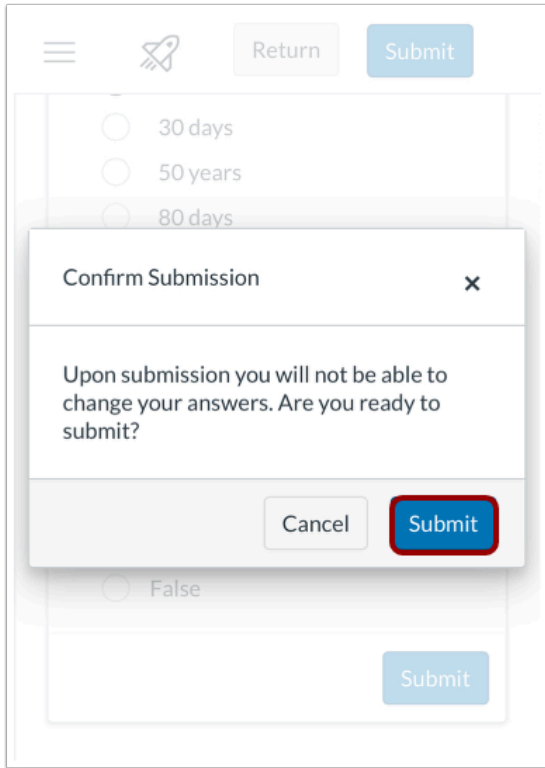 Return
Submit
30 days
50 years
80 days
Confirm Submission
×
Upon submission you will not be able to
change your answers. Are you ready to
submit?
Cancel
Submit
False
Submit